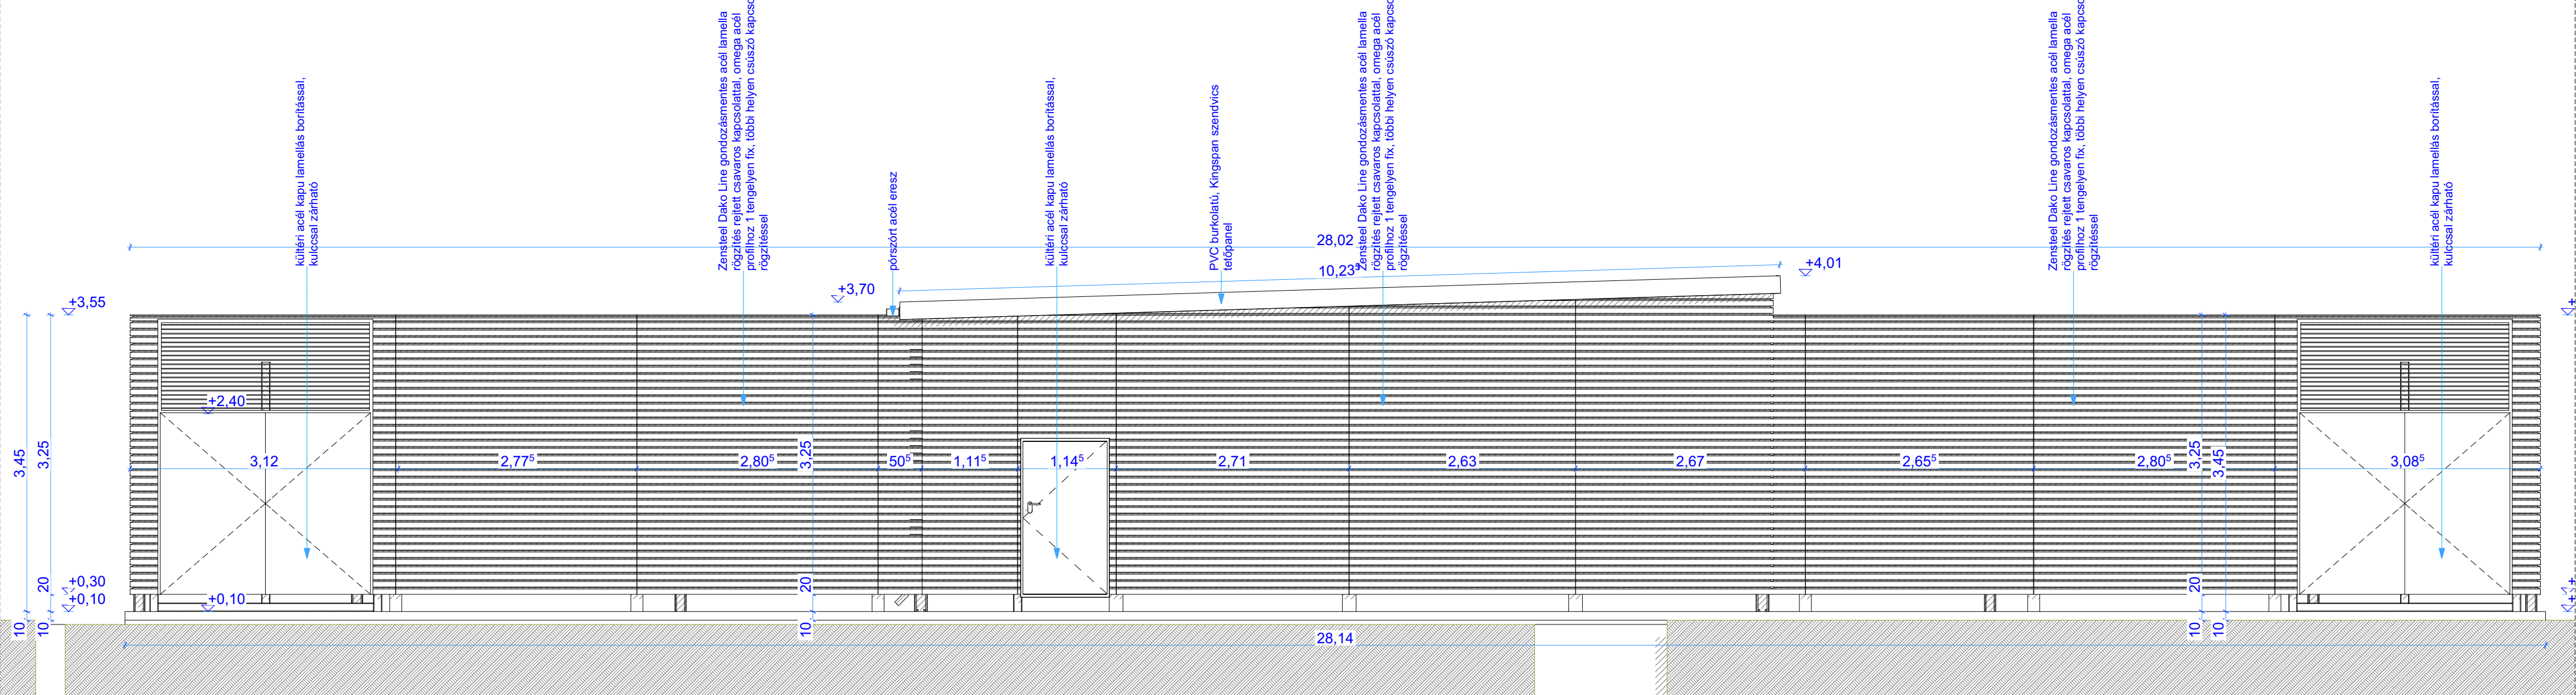 kültéri acél kapu lamellás borítással,
kulccsal zárható
Zensteel Dako Line gondozásmentes acél lamella
rögzítés rejtett csavaros kapcsolattal, omega acél
profilhoz 1 tengelyen fix, többi helyen csúszó kapcso
rögzítéssel
pórszórt acél eresz
kültéri acél kapu lamellás borítással,
kulccsal zárható
PVC burkolatú, Kingspan szendvics
tetőpanel
Zensteel Dako Line gondozásmentes acél lamella
rögzítés rejtett csavaros kapcsolattal, omega acél
profilhoz 1 tengelyen fix, többi helyen csúszó kapcso
rögzítéssel
Zensteel Dako Line gondozásmentes acél lamella
rögzítés rejtett csavaros kapcsolattal, omega acél
profilhoz 1 tengelyen fix, többi helyen csúszó kapcso
rögzítéssel
kültéri acél kapu lamellás borítással,
kulccsal zárható
28,02
10,23⁵
+4,01
+3,70
+3,55
+2,40
3,45
3,25
3,25
3,25
3,45
3,12
2,77⁵
2,80⁵
50⁵
1,11⁵
1,14⁵
2,71
2,63
2,67
2,65⁵
2,80⁵
3,08⁵
+0,30
+0,10
+0,10
20
20
20
10
10
10
10
10
28,14